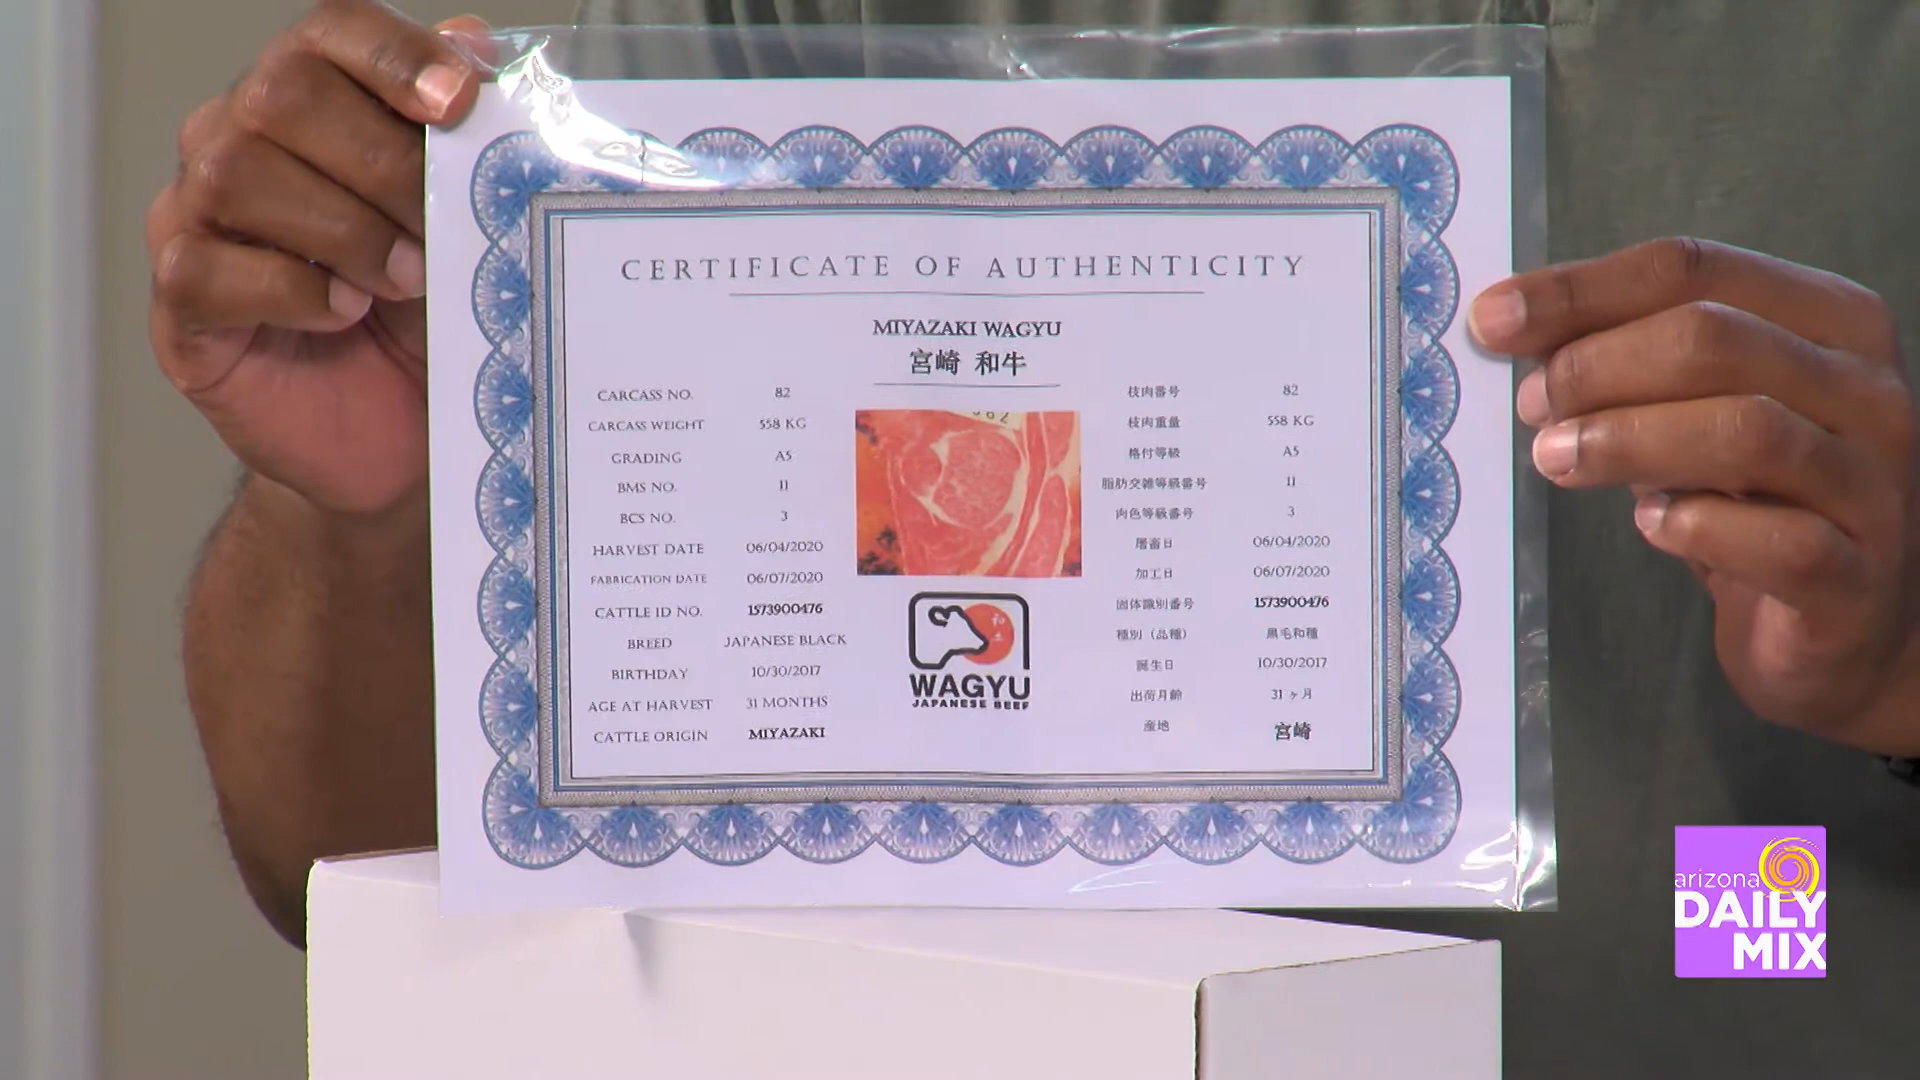 CERTIFICATE OF AUTHENTICITY
MIYAZAKI WAGYU
宮崎 和牛
CARCASS NO. 82
CARCASS WEIGHT 558 KG
GRADING A5
BMS NO. 11
BCS NO. 3
HARVEST DATE 06/04/2020
FABRICATION DATE 06/07/2020
CATTLE ID NO. 1573900476
BREED JAPANESE BLACK
BIRTHDAY 10/30/2017
AGE AT HARVEST 31 MONTHS
CATTLE ORIGIN MIYAZAKI
WAGYU
JAPANESE BEEF
枝肉番号 82
枝肉重量 558 KG
格付等級 A5
脂肪交雑等級番号 11
肉色等級番号 3
屠畜日 06/04/2020
加工日 06/07/2020
固体識別番号 1573900476
種別（品種） 黒毛和種
誕生日 10/30/2017
出荷月齢 31 ヶ月
産地 宮崎
arizona
DAILY
MIX